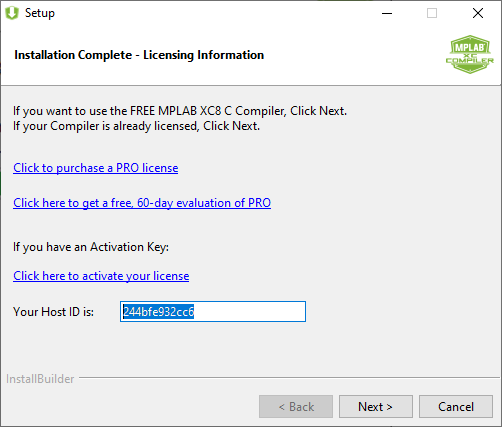 Setup
Installation Complete - Licensing Information
MPLAB
XC
COMPILER
If you want to use the FREE MPLAB XC8 C Compiler, Click Next.
If your Compiler is already licensed, Click Next.
Click to purchase a PRO license
Click here to get a free, 60-day evaluation of PRO
If you have an Activation Key:
Click here to activate your license
Your Host ID is: 244bfe932cc6
InstallBuilder
< Back Next > Cancel